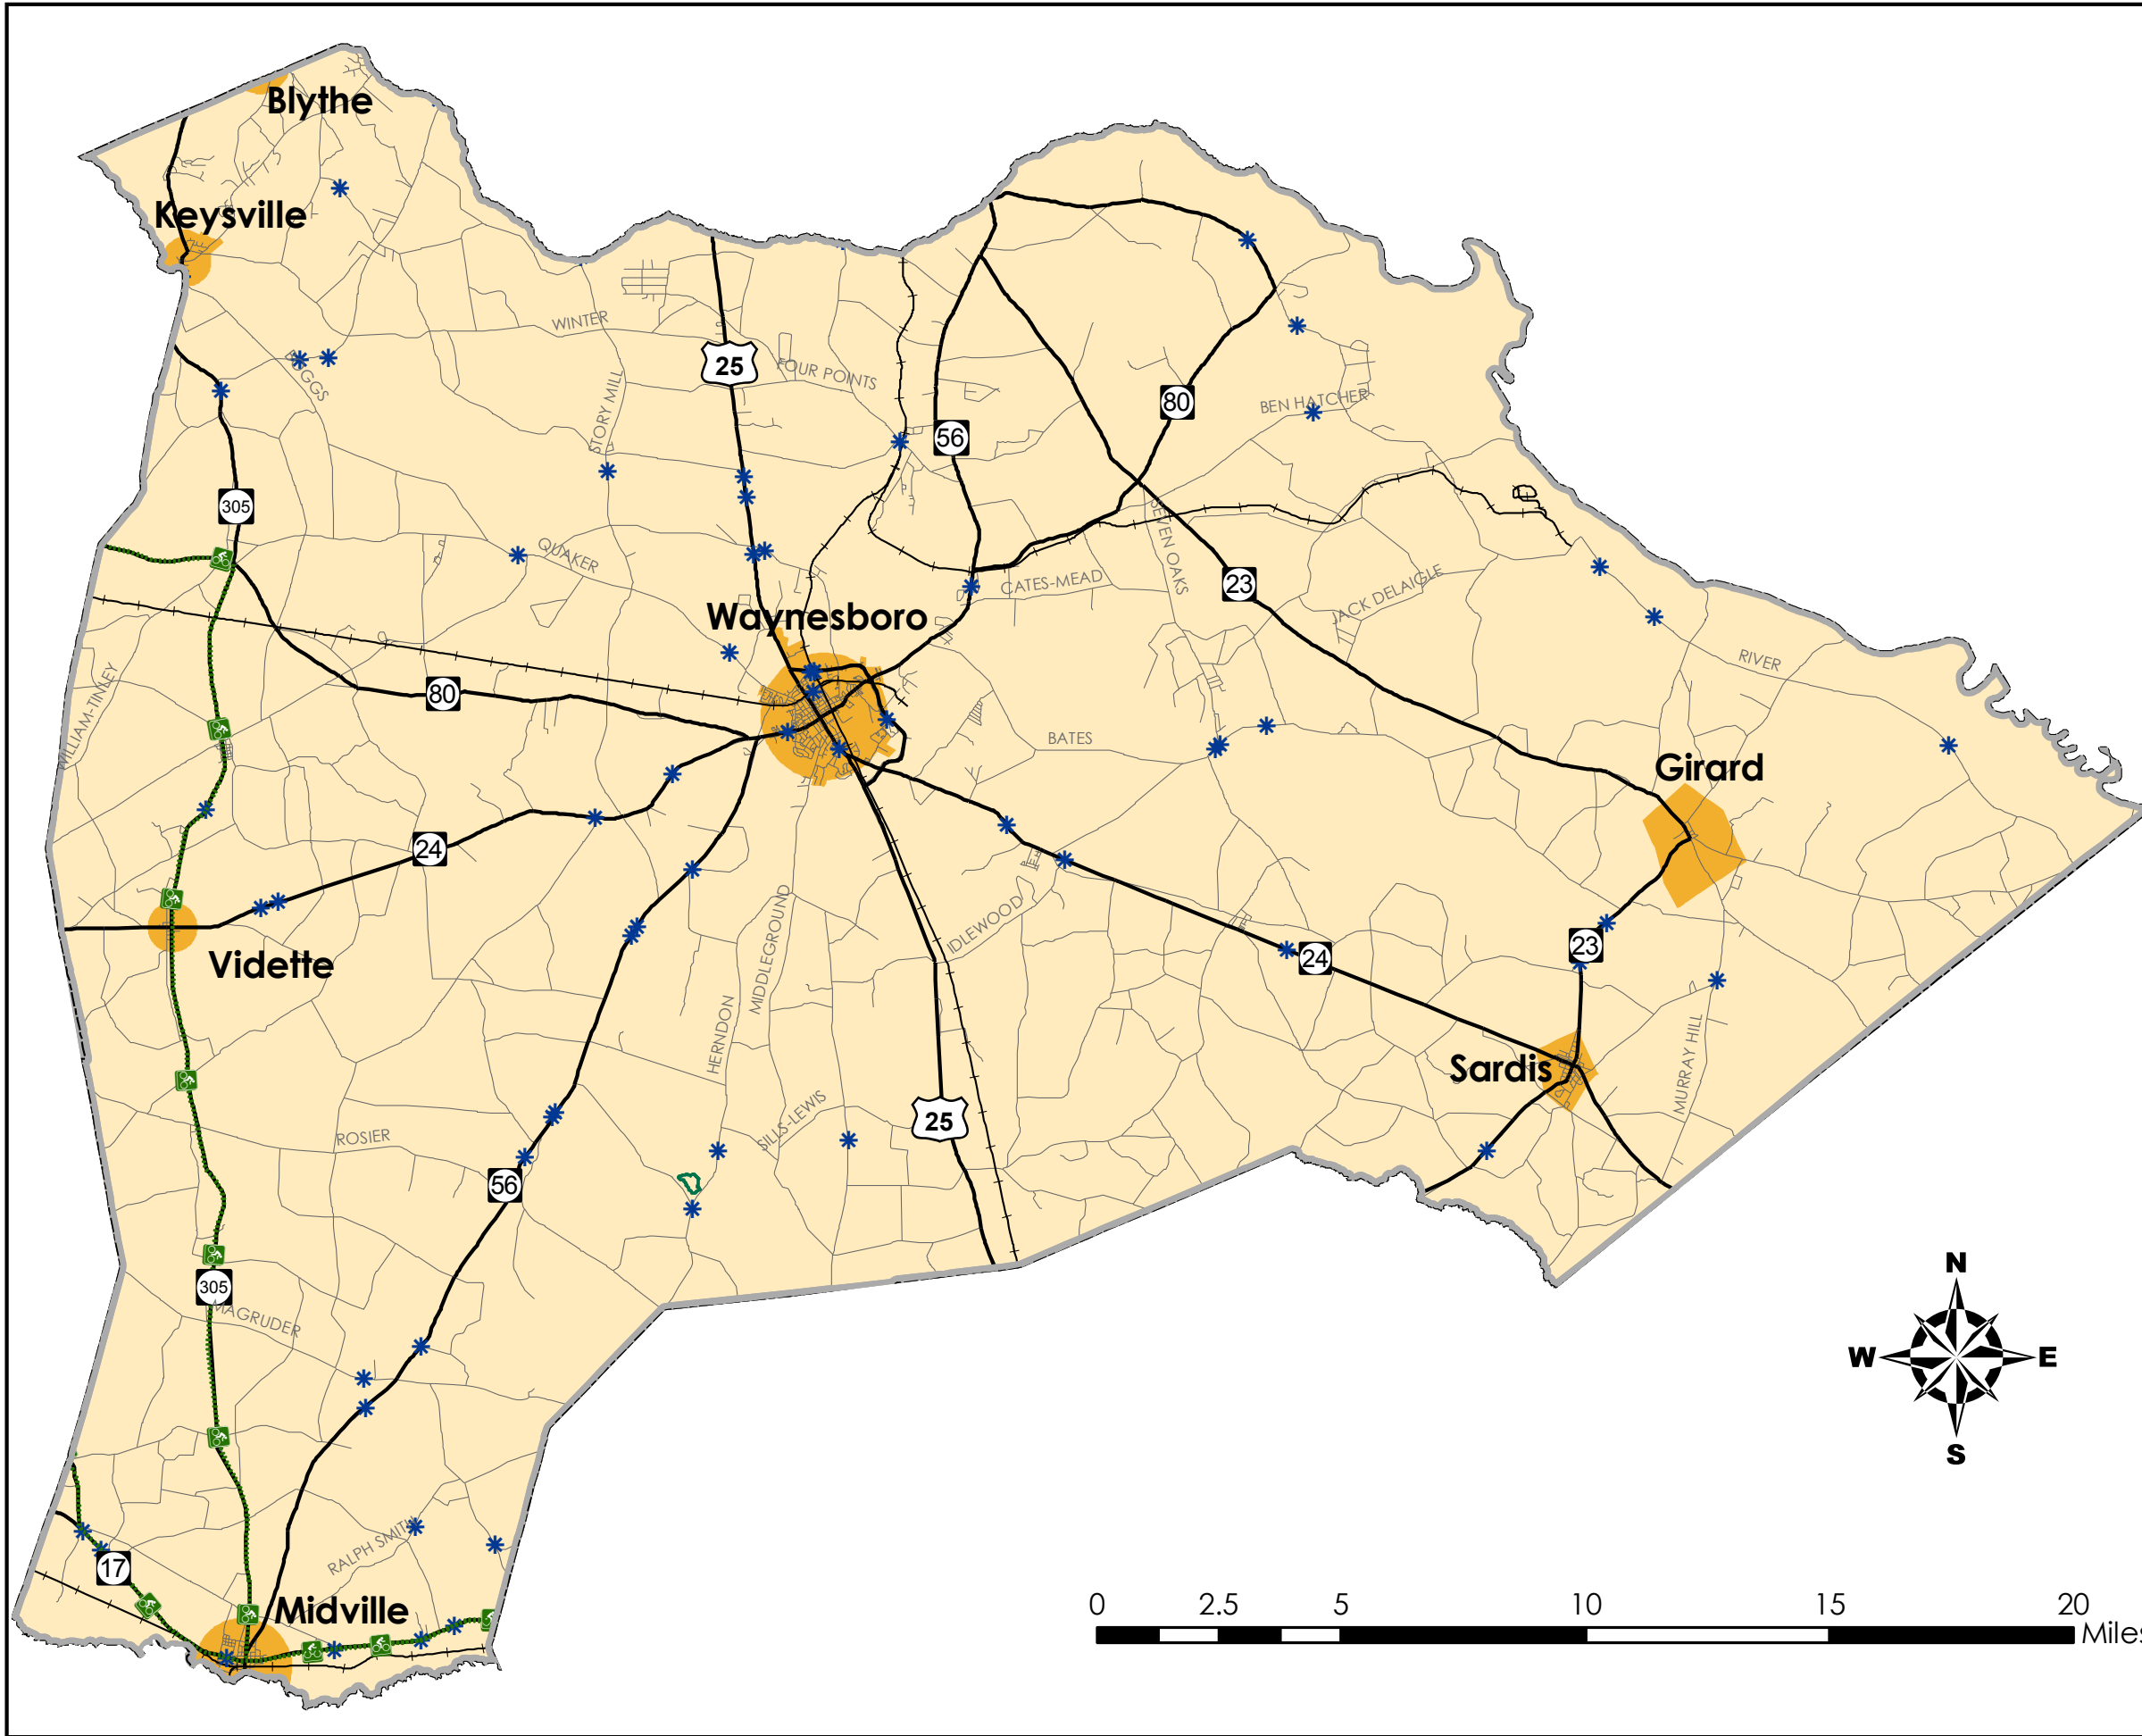 Blythe
Keysville
WINTER
25
FOUR POINTS
STORY MILL
56
80
BEN HATCHER
305
QUAKER
SEVEN OAKS
CATES-MEAD
23
JACK DELAIGLE
Waynesboro
RIVER
WILLIAM-TINLEY
80
BATES
Girard
24
Vidette
MIDDLEGROUND
IDLEWOOD
24
23
HERNDON
Sardis
MURRAY HILL
SILLS-LEWIS
25
ROSIER
56
305
MAGRUDER
N
W
E
S
RALPH SMITH
17
Midville
0 2.5 5 10 15 20
Miles